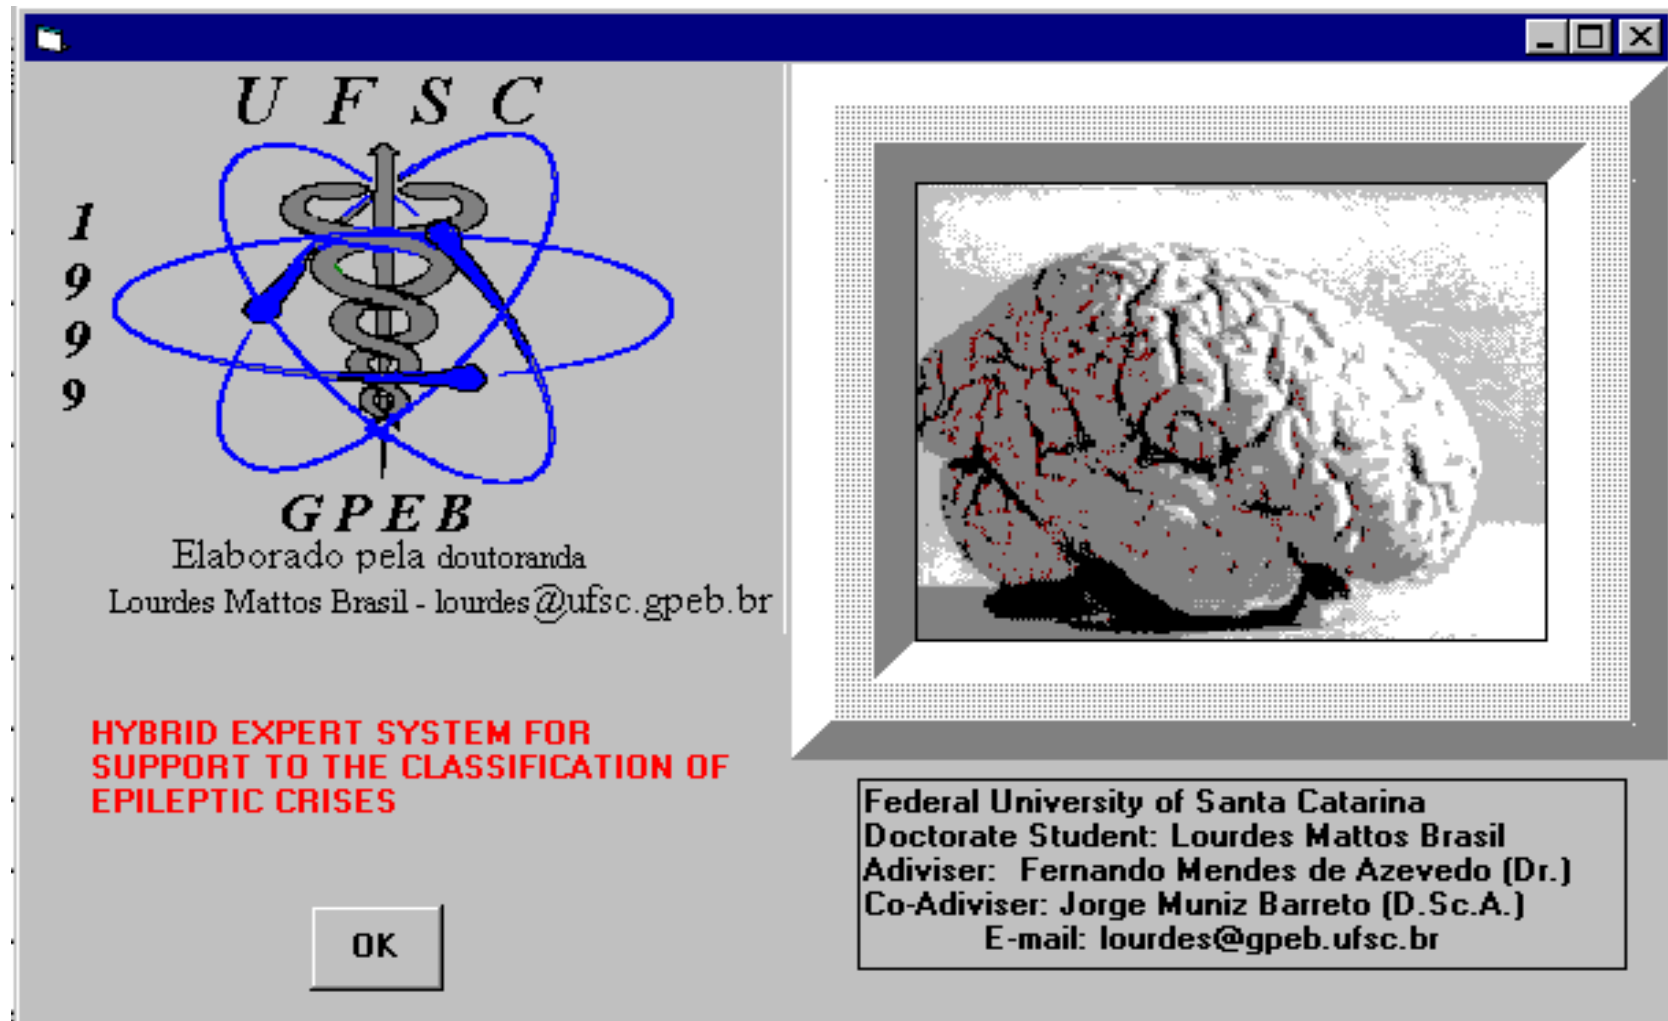 U F S C
1
9
9
9
G P E B
Elaborado pela doutoranda
Lourdes Mattos Brasil - lourdes@ufsc.gpeb.br
HYBRID EXPERT SYSTEM FOR
SUPPORT TO THE CLASSIFICATION OF
EPILEPTIC CRISES
OK
Federal University of Santa Catarina
Doctorate Student: Lourdes Mattos Brasil
Adiviser: Fernando Mendes de Azevedo (Dr.)
Co-Adiviser: Jorge Muniz Barreto (D.Sc.A.)
E-mail: lourdes@gpeb.ufsc.br